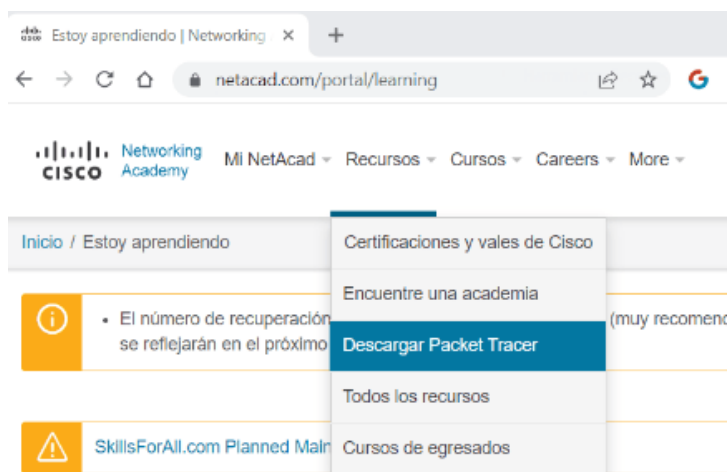 Estoy aprendiendo | Networking
netacad.com/portal/learning
CISCO
Networking
Academy
Mi NetAcad
Recursos
Cursos
Careers
More
Inicio / Estoy aprendiendo
Certificaciones y vales de Cisco
Encuentre una academia
Descargar Packet Tracer
Todos los recursos
Cursos de egresados
• El número de recuperación
(muy recomend
se reflejarán en el próximo
SkillsForAll.com Planned Main